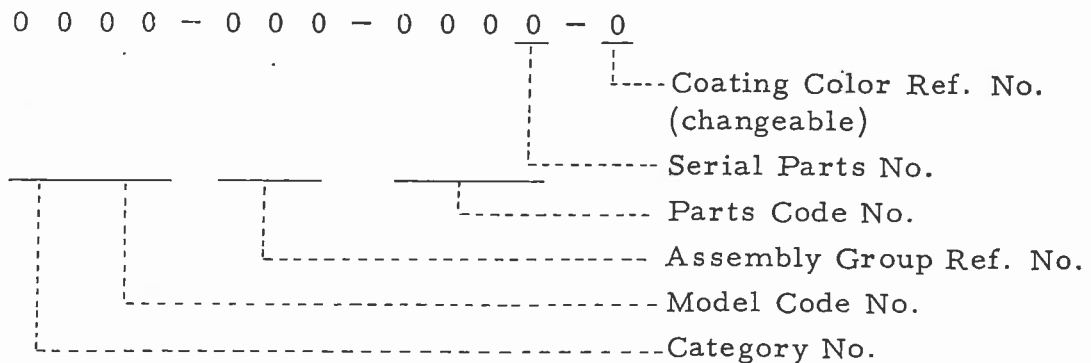 0 0 0 0 - 0 0 0 - 0 0 0 0 - 0
Coating Color Ref. No.
(changeable)
Serial Parts No.
Parts Code No.
Assembly Group Ref. No.
Model Code No.
Category No.